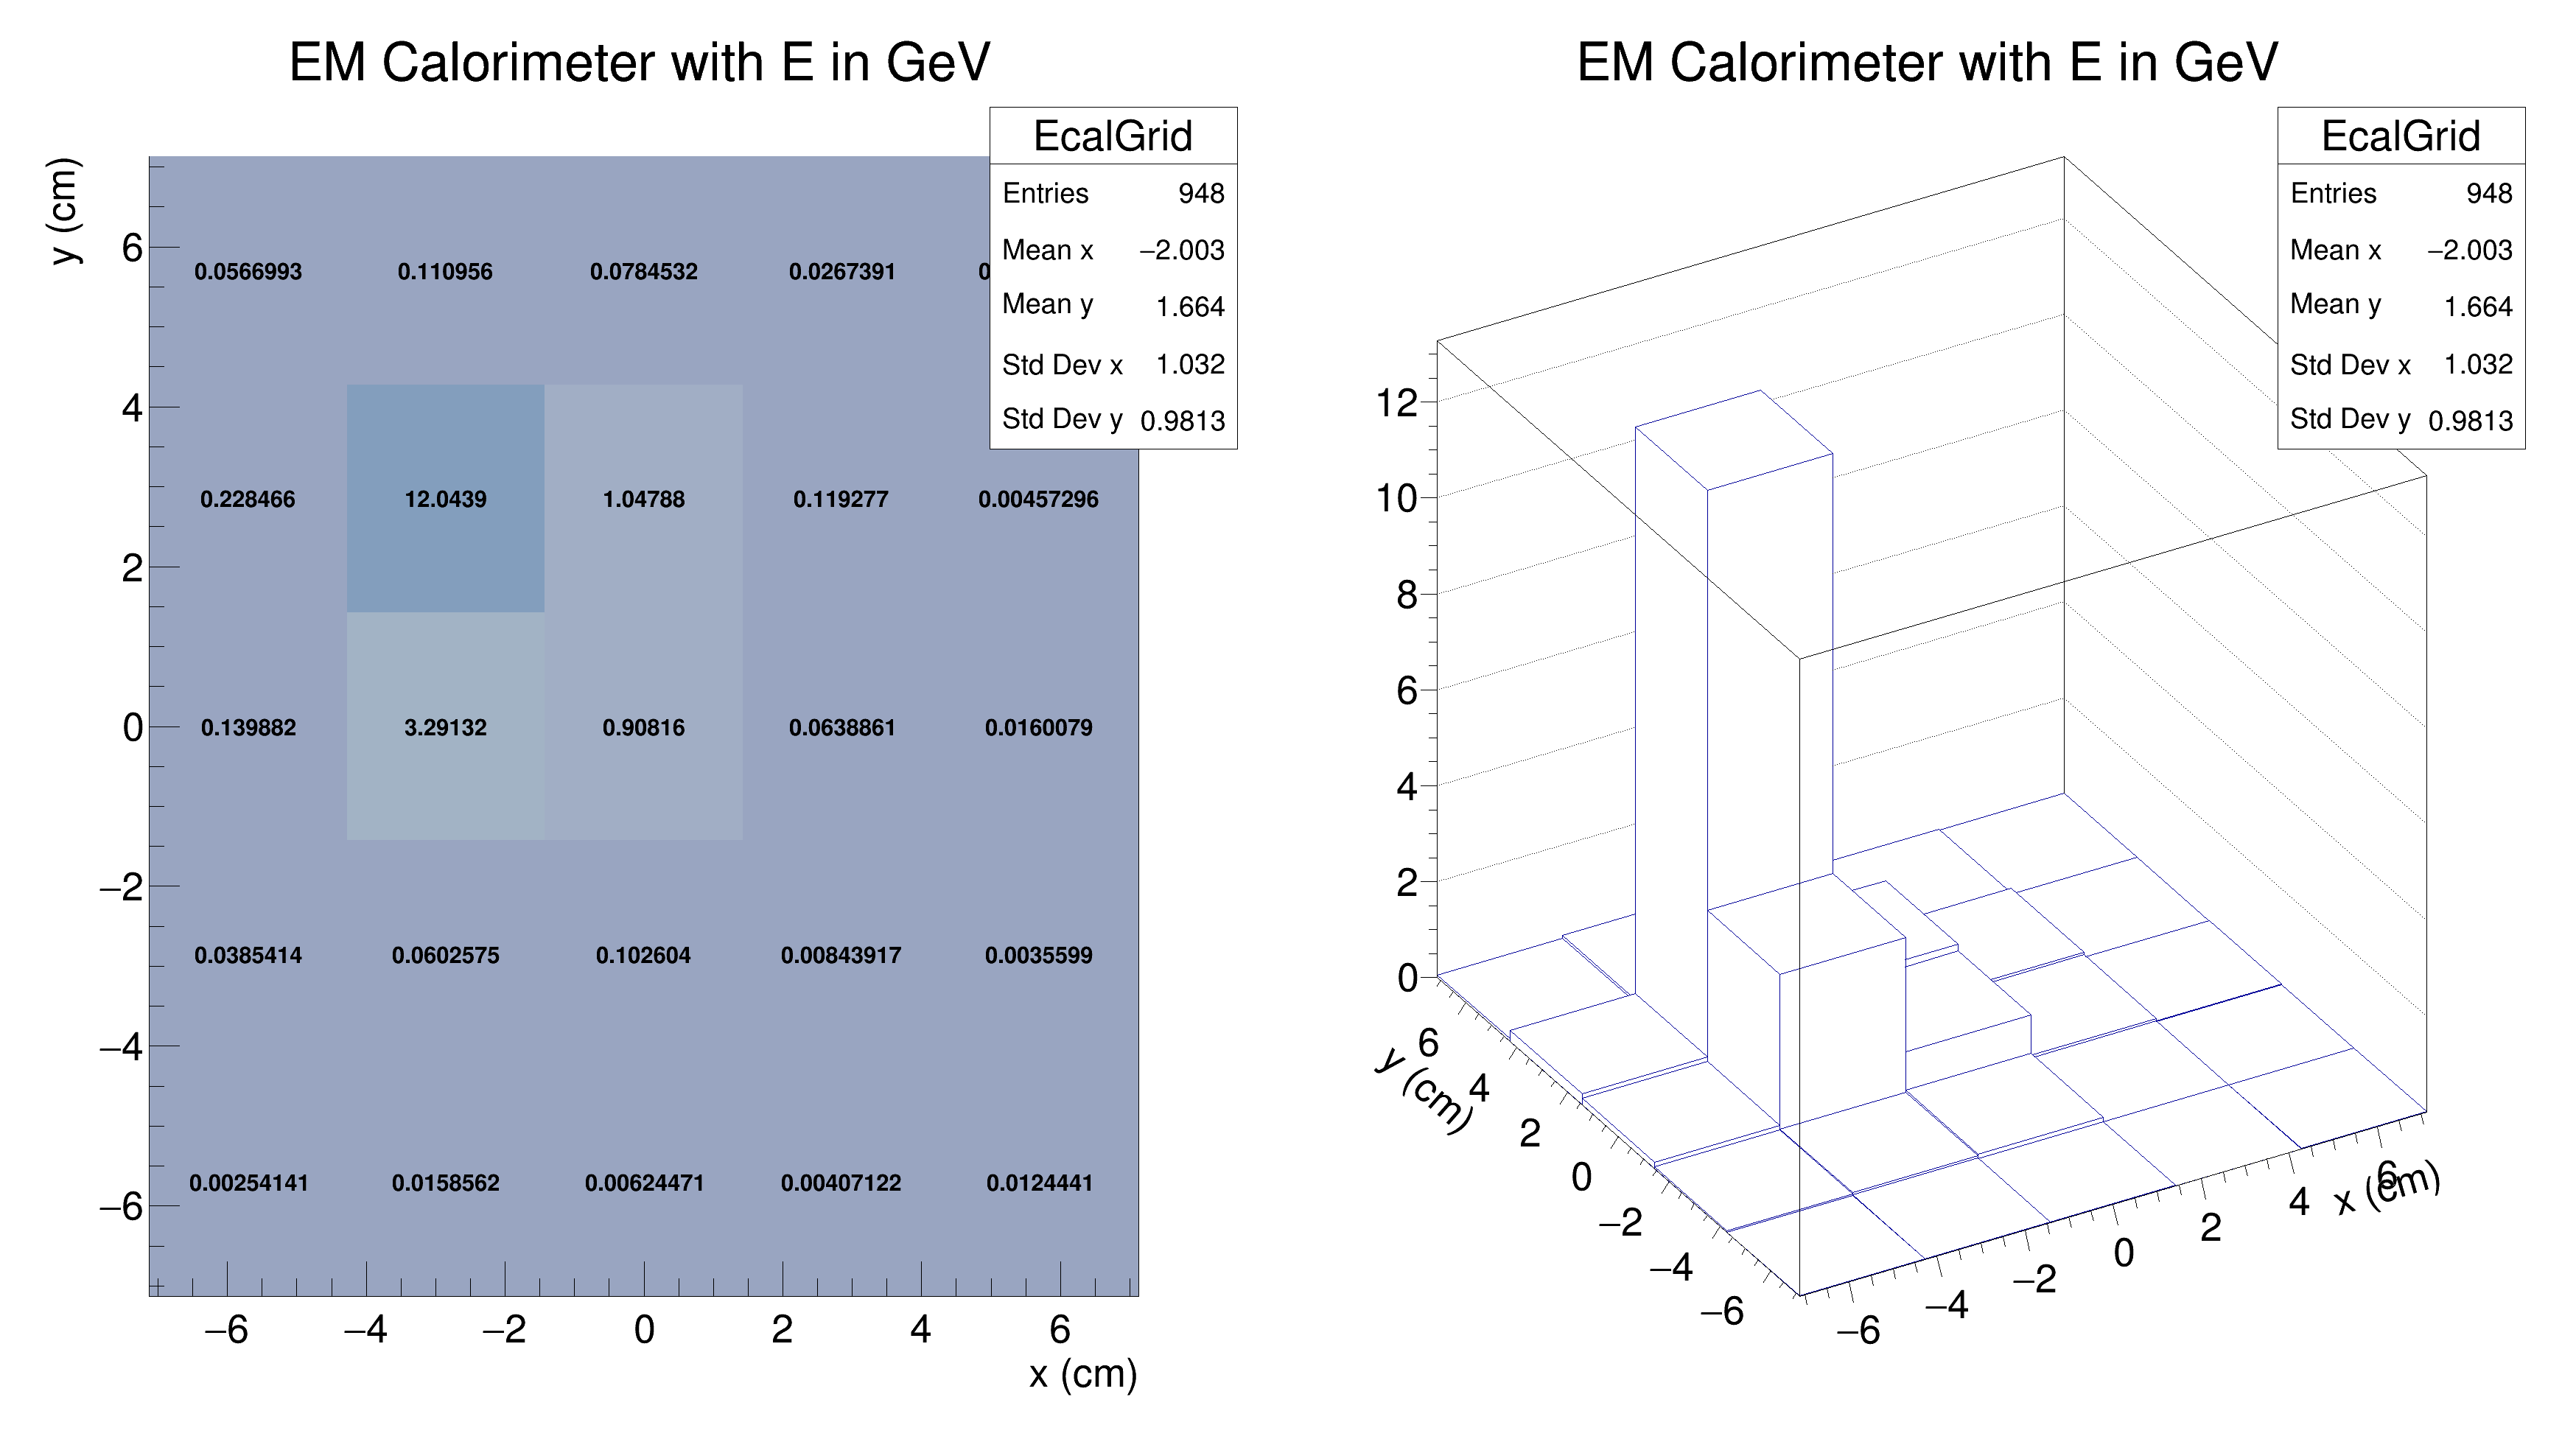 EM Calorimeter with E in GeV
EcalGrid
Entries 948
Mean x −2.003
Mean y 1.664
Std Dev x 1.032
Std Dev y 0.9813
y (cm)
6
4
2
0
−2
−4
−6
0.0566993 0.110956 0.0784532 0.0267391 0
0.228466 12.0439 1.04788 0.119277 0.00457296
0.139882 3.29132 0.90816 0.0638861 0.0160079
0.0385414 0.0602575 0.102604 0.00843917 0.0035599
0.00254141 0.0158562 0.00624471 0.00407122 0.0124441
−6 −4 −2 0 2 4 6
x (cm)
EM Calorimeter with E in GeV
EcalGrid
Entries 948
Mean x −2.003
Mean y 1.664
Std Dev x 1.032
Std Dev y 0.9813
12
10
8
6
4
2
0
y (cm)
6
4
2
0
−2
−4
−6
−6 −4 −2 0 2 4 6
x (cm)